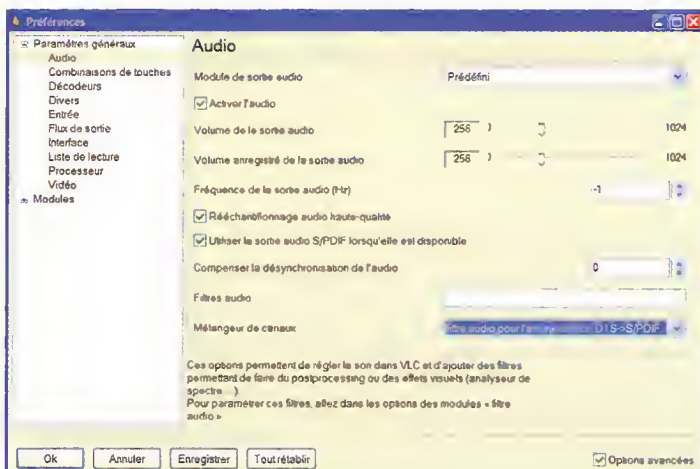 Préférences
Paramètres généraux
Audio
Combinaisons de touches
Décodeurs
Divers
Entrée
Flux de sortie
Interface
Liste de lecture
Processeur
Vidéo
Modules
Audio
Module de sortie audio
Prédéfini
Activer l'audio
Volume de la sortie audio
256
1024
Volume enregistré de la sortie audio
256
1024
Fréquence de la sortie audio (Hz)
-1
Rééchantillonnage audio haute-qualité
Utiliser la sortie audio S/PDIF lorsqu'elle est disponible
Compenser la désynchronisation de l'audio
0
Filtres audio
Mélangeur de canaux
filtre audio pour DTS->S/PDIF
Ces options permettent de régler le son dans VLC et d'ajouter des filtres
permettant de faire du postprocessing ou des effets visuels (analyseur de
spectre ...)
Pour paramétrer ces filtres, allez dans les options des modules « filtre
audio »
Ok
Annuler
Enregistrer
Tout rétablir
Options avancées